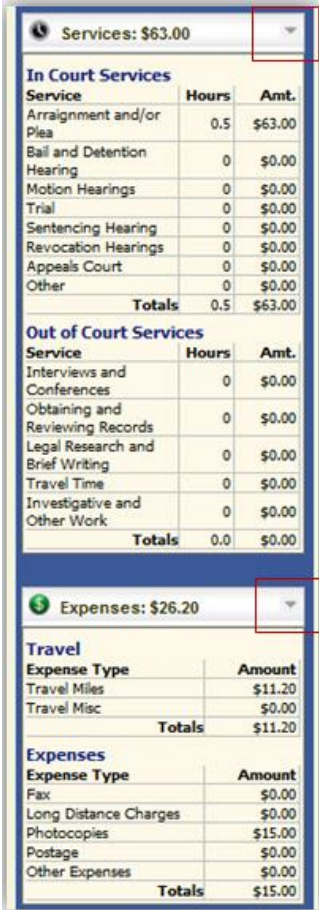 Services: $63.00
In Court Services
Service Hours Amt.
Arraignment and/or
Plea 0.5 $63.00
Bail and Detention
Hearing 0 $0.00
Motion Hearings 0 $0.00
Trial 0 $0.00
Sentencing Hearing 0 $0.00
Revocation Hearings 0 $0.00
Appeals Court 0 $0.00
Other 0 $0.00
Totals 0.5 $63.00
Out of Court Services
Service Hours Amt.
Interviews and
Conferences 0 $0.00
Obtaining and
Reviewing Records 0 $0.00
Legal Research and
Brief Writing 0 $0.00
Travel Time 0 $0.00
Investigative and
Other Work 0 $0.00
Totals 0.0 $0.00
$ Expenses: $26.20
Travel
Expense Type Amount
Travel Miles $11.20
Travel Misc $0.00
Totals $11.20
Expenses
Expense Type Amount
Fax $0.00
Long Distance Charges $0.00
Photocopies $15.00
Postage $0.00
Other Expenses $0.00
Totals $15.00